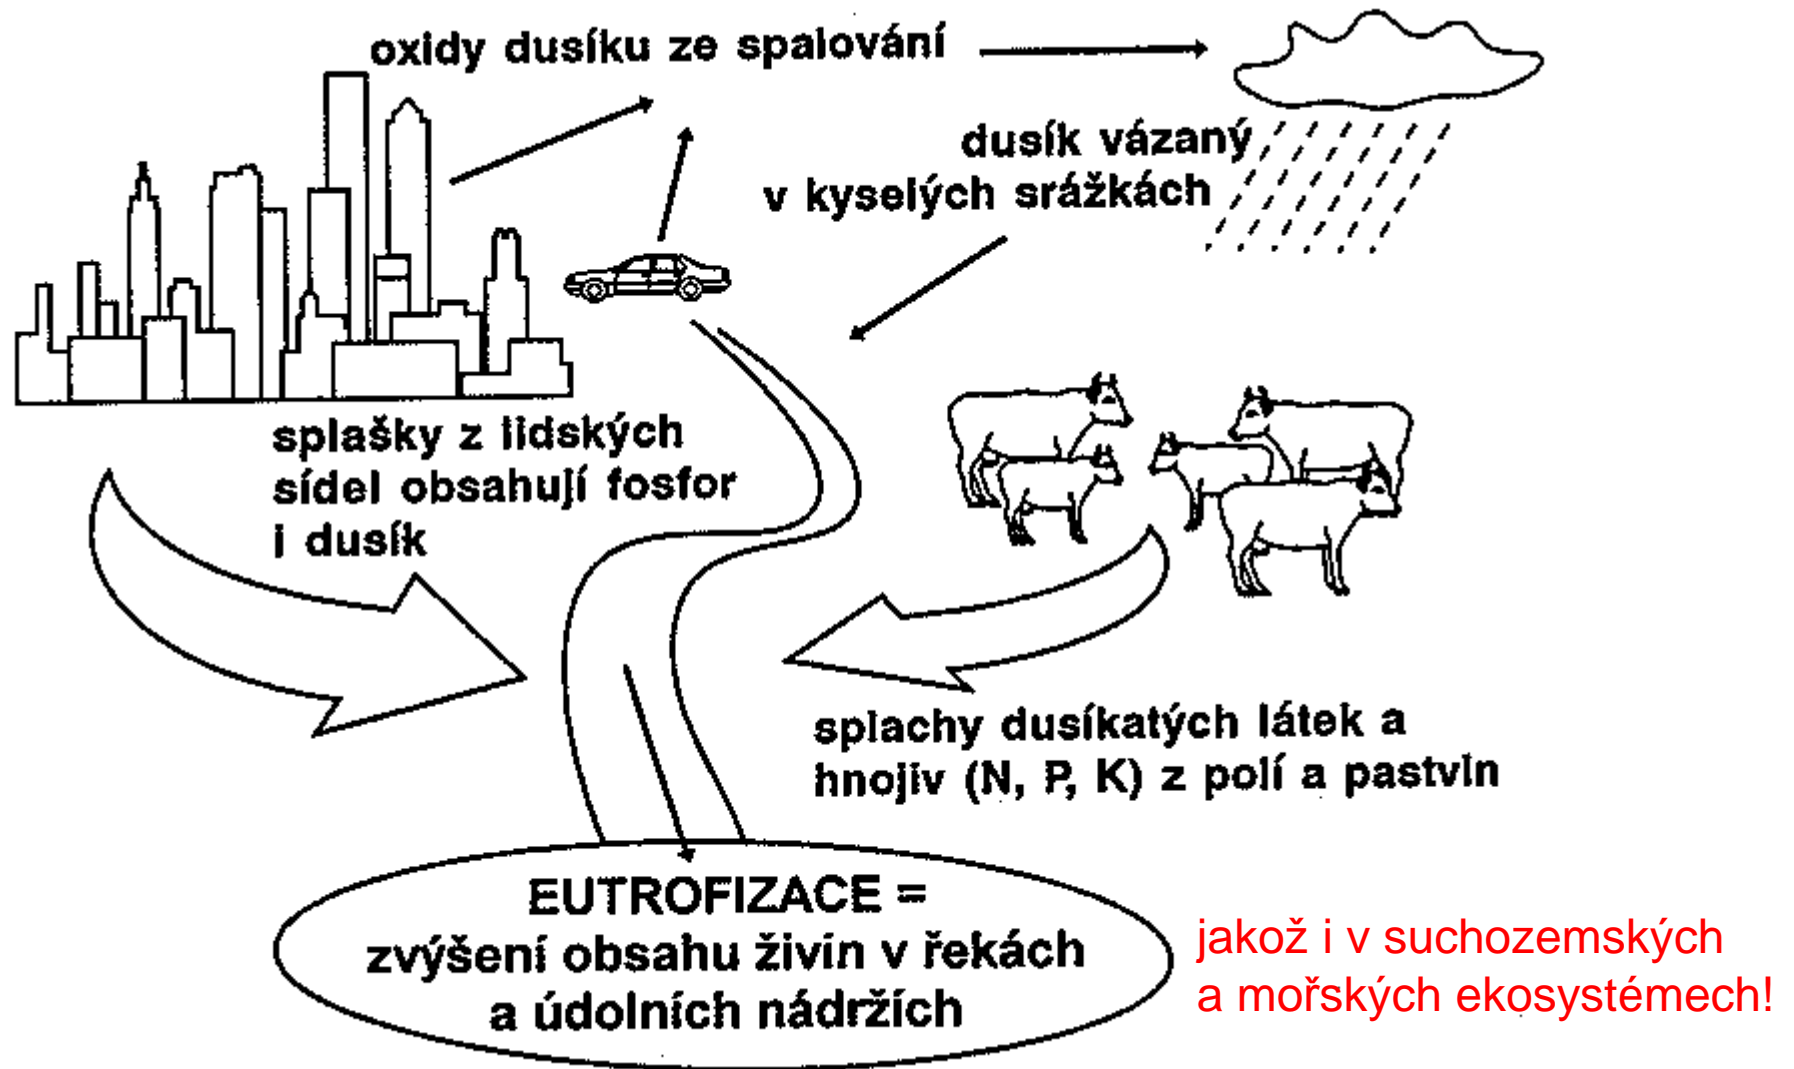 oxidy dusíku ze spalování
dusík vázaný
v kyselých srážkách
splašky z lidských
sídel obsahují fosfor
i dusík
splachy dusíkatých látek a
hnojiv (N, P, K) z polí a pastvin
EUTROFIZACE =
zvýšení obsahu živin v řekách
a údolních nádržích
jakož i v suchozemských
a mořských ekosystémech!